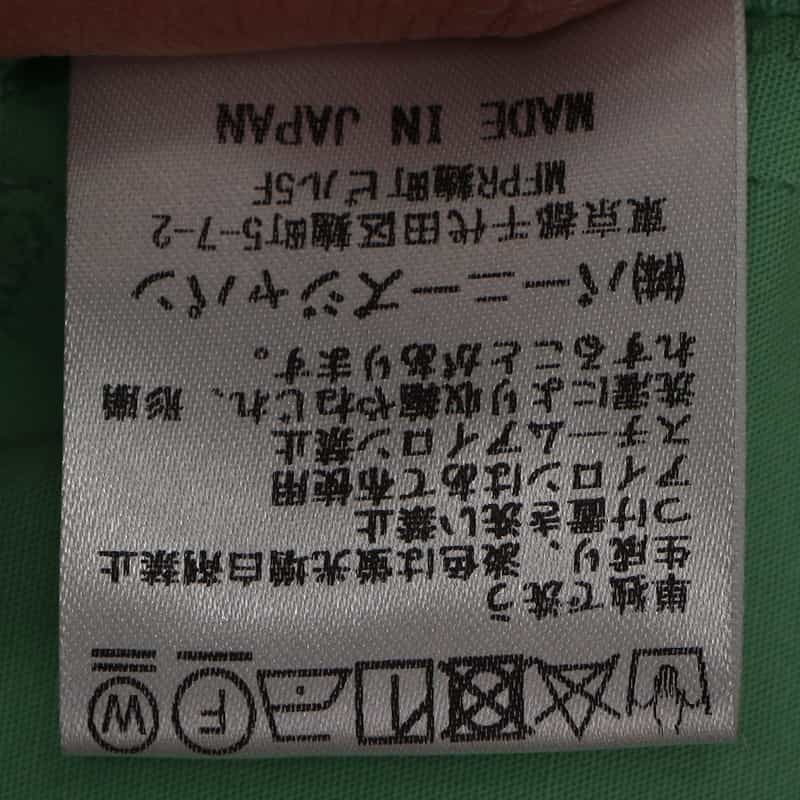 単独で洗う
生成り、淡色は蛍光増白剤禁止
つけ置き洗い禁止
アイロンはあて布使用
スチームアイロン禁止
洗濯により収縮やねじれ、形崩
れすることがあります。
㈱バーニーズジャパン
東京都千代田区麹町5-7-2
MFPR麹町ビル5F
MADE IN JAPAN
F W